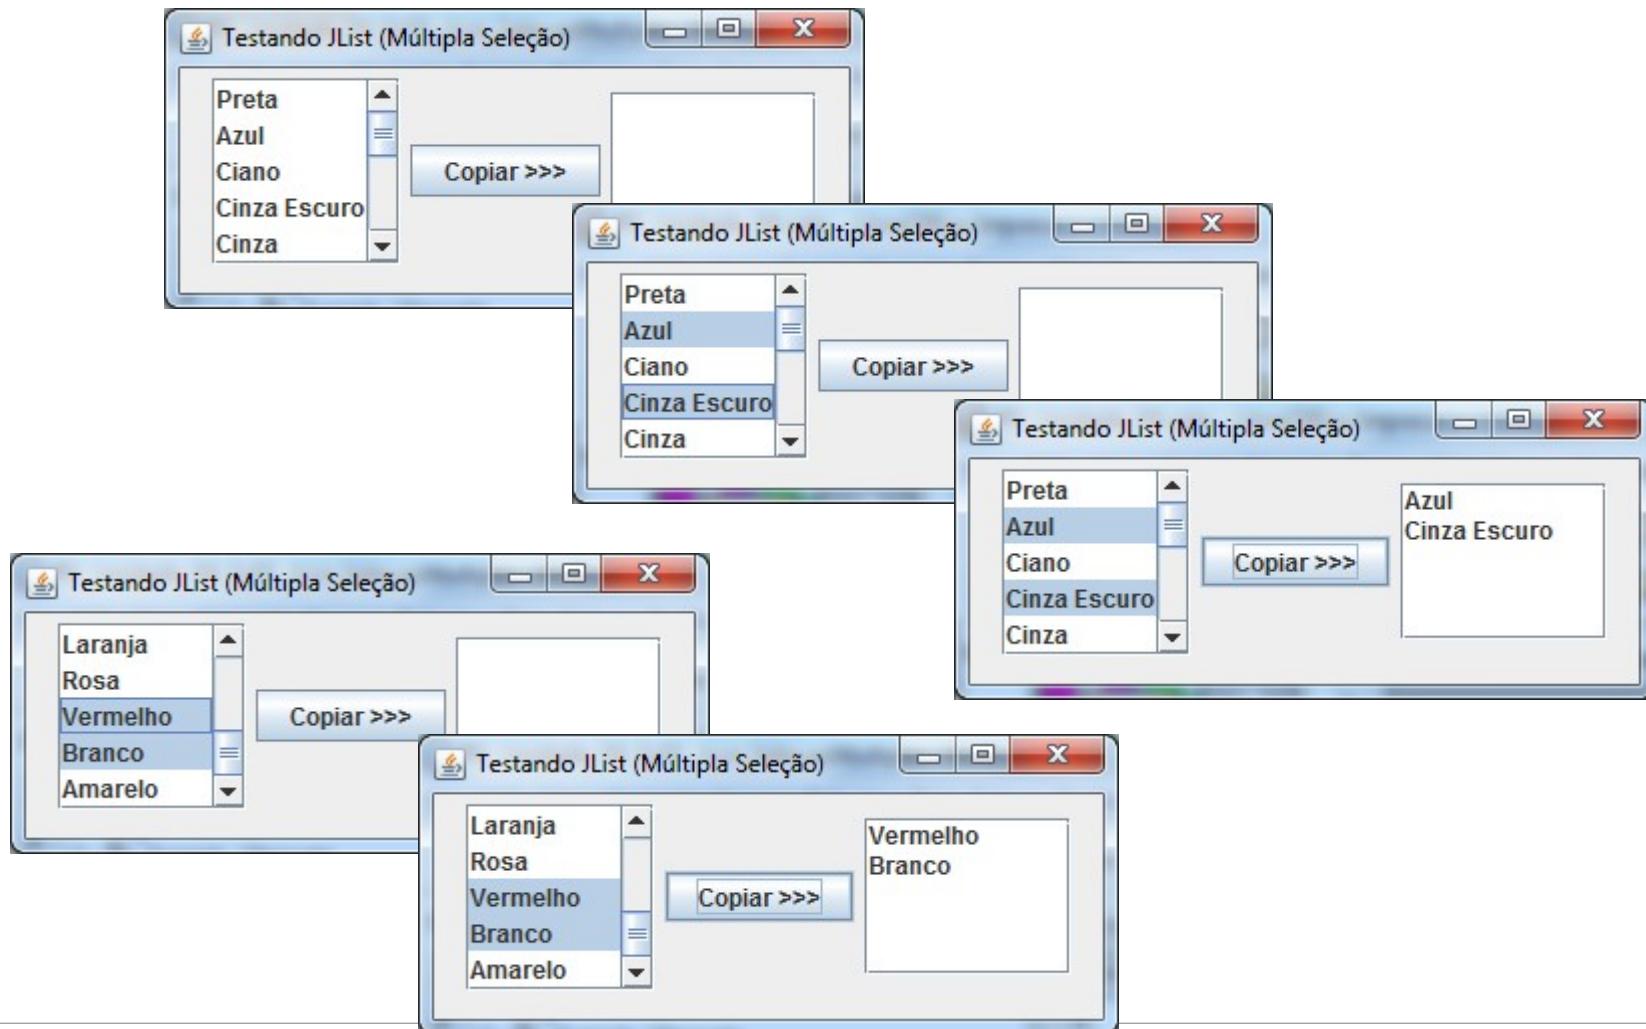 Testando JList (Múltipla Seleção)
Preta
Azul
Ciano
Cinza Escuro
Cinza
Copiar >>>
Testando JList (Múltipla Seleção)
Preta
Azul
Ciano
Cinza Escuro
Cinza
Copiar >>>
Testando JList (Múltipla Seleção)
Preta
Azul
Ciano
Cinza Escuro
Cinza
Copiar >>>
Azul
Cinza Escuro
Testando JList (Múltipla Seleção)
Laranja
Rosa
Vermelho
Branco
Amarelo
Copiar >>>
Testando JList (Múltipla Seleção)
Laranja
Rosa
Vermelho
Branco
Amarelo
Copiar >>>
Vermelho
Branco